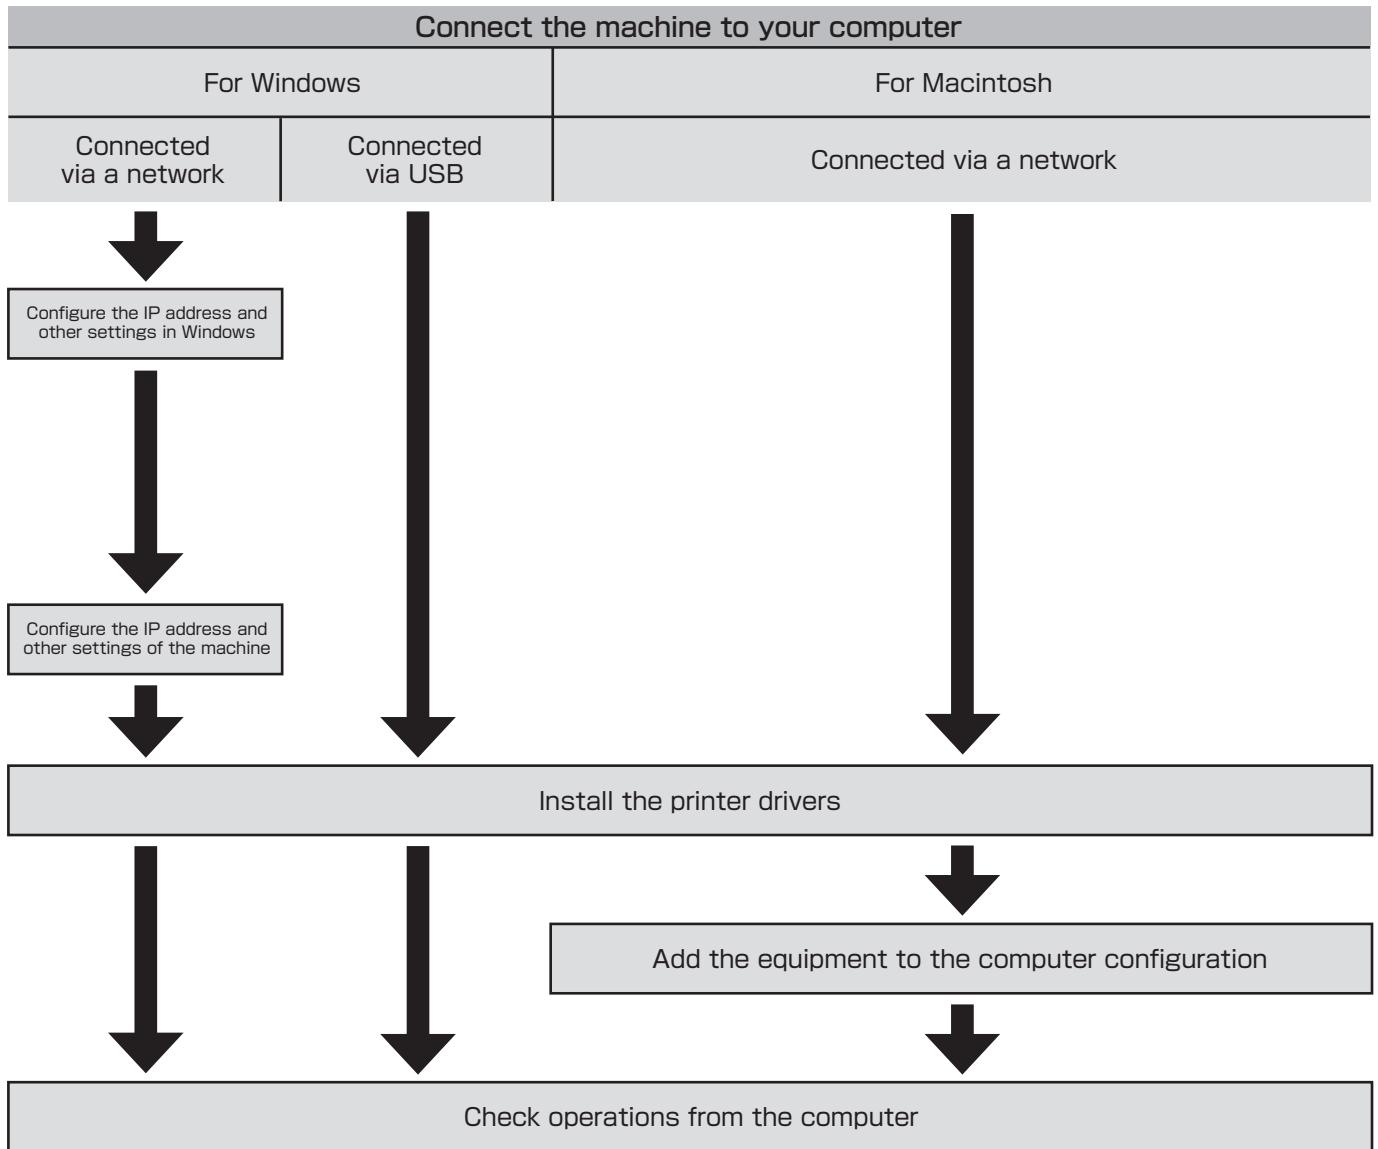 Connect the machine to your computer
For Windows
For Macintosh
Connected
via a network
Connected
via USB
Connected via a network
Configure the IP address and
other settings in Windows
Configure the IP address and
other settings of the machine
Install the printer drivers
Add the equipment to the computer configuration
Check operations from the computer